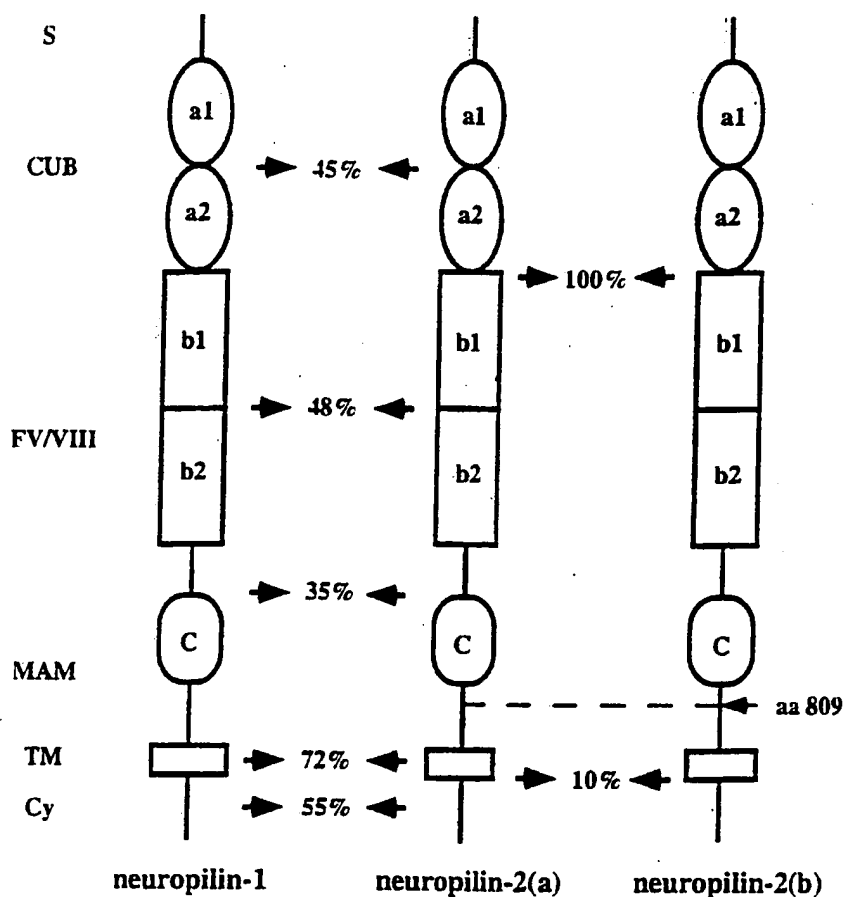 S
a1 a1 a1
CUB 45%
a2 a2 a2
100%
b1 b1 b1
48%
FV/VIII
b2 b2 b2
35%
C C C
MAM
aa 809
TM 72% 10%
Cy 55%
neuropilin-1 neuropilin-2(a) neuropilin-2(b)